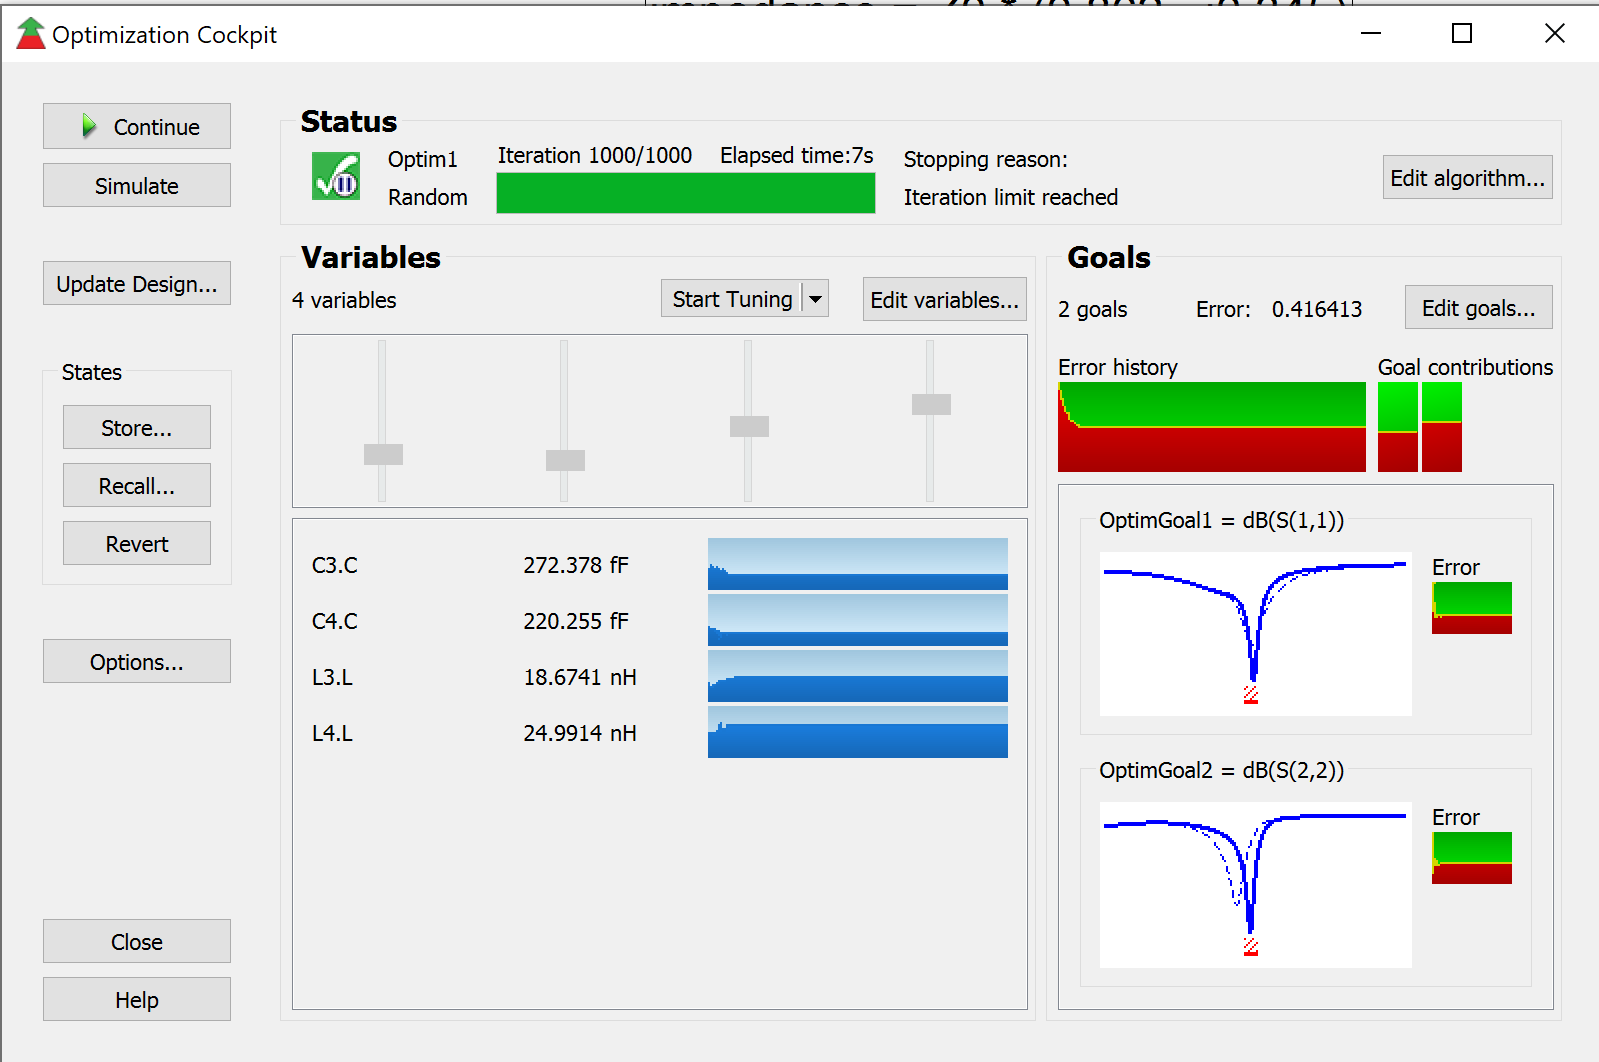 Optimization Cockpit
Continue
Simulate
Update Design...
States
Store...
Recall...
Revert
Options...
Close
Help
Status
Optim1
Random
Iteration 1000/1000 Elapsed time:7s
Stopping reason:
Iteration limit reached
Edit algorithm...
Variables
4 variables
Start Tuning
Edit variables...
C3.C 272.378 fF
C4.C 220.255 fF
L3.L 18.6741 nH
L4.L 24.9914 nH
Goals
2 goals Error: 0.416413
Edit goals...
Error history
Goal contributions
OptimGoal1 = dB(S(1,1))
Error
OptimGoal2 = dB(S(2,2))
Error